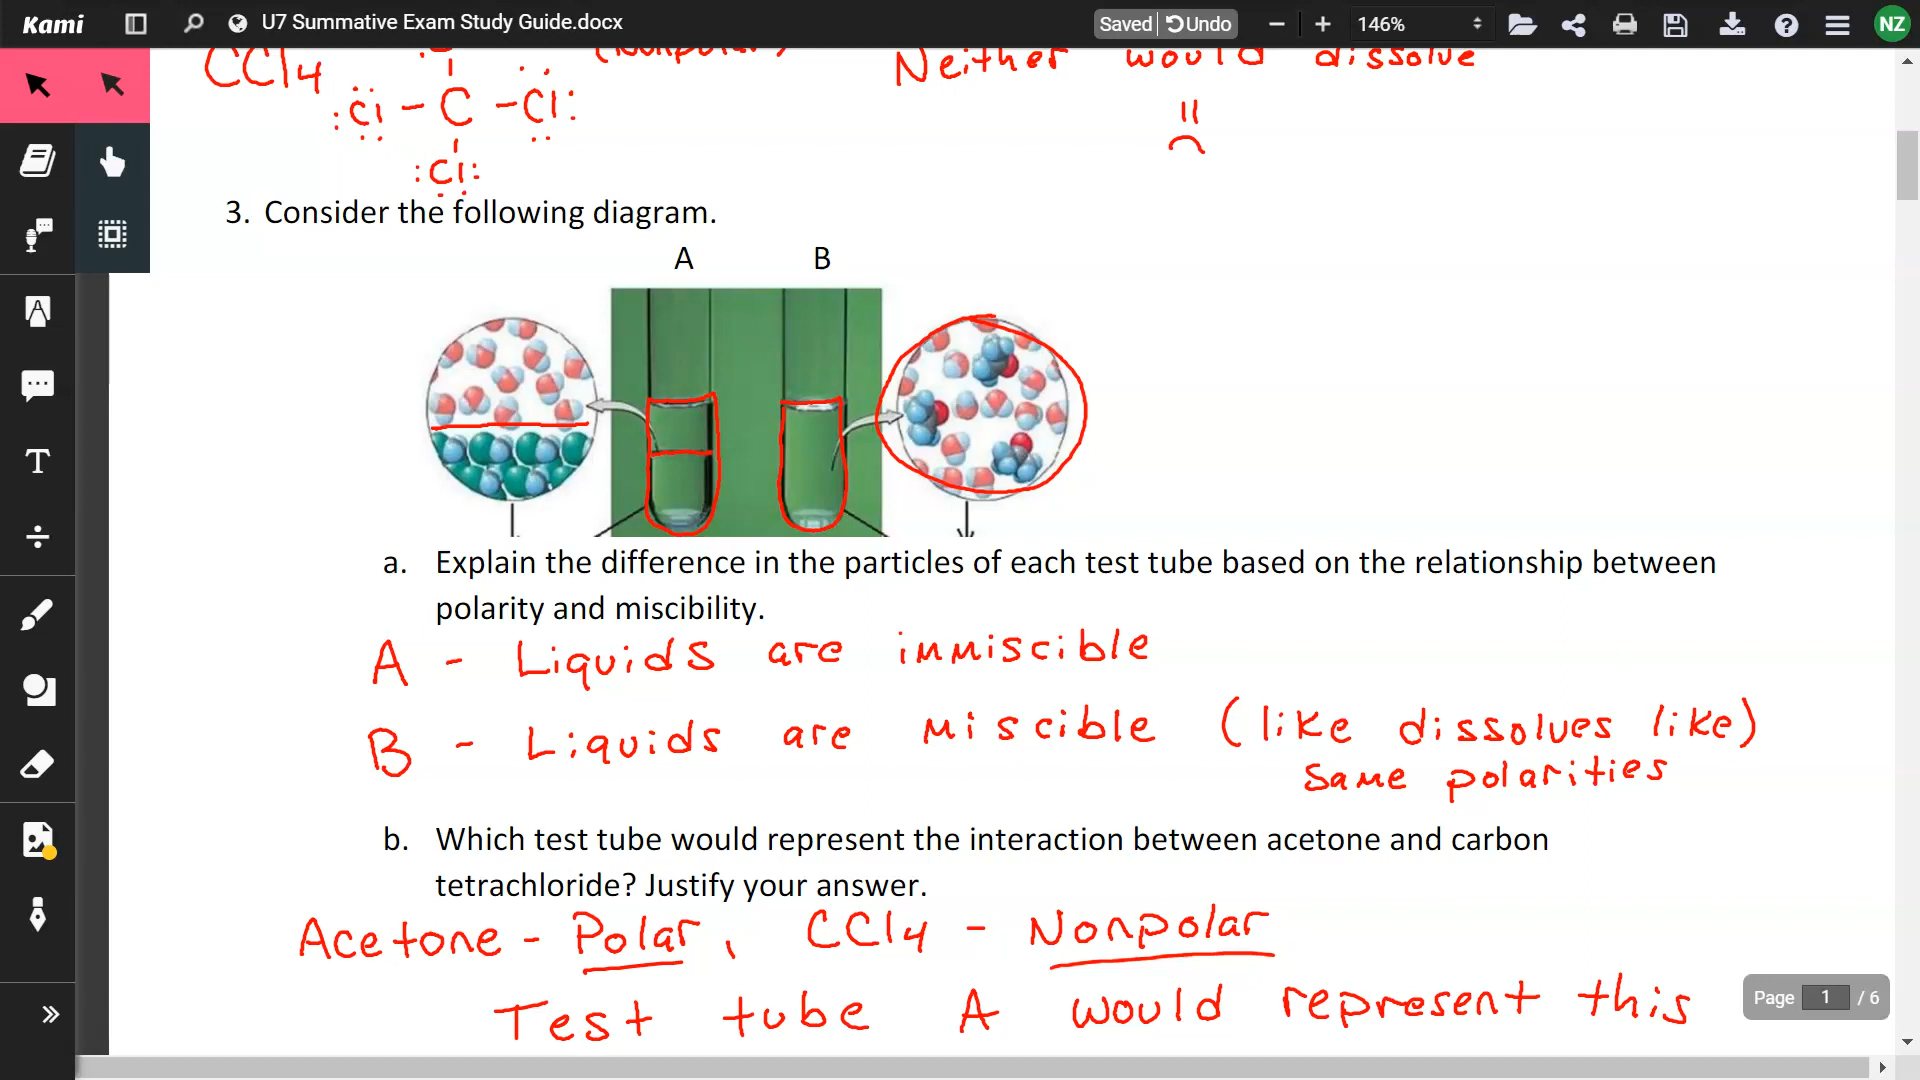 Kami U7 Summative Exam Study Guide.docx Saved Undo 146% NZ
CCl4 Neither would dissolve
:Cl - C - Cl:
:Cl:
3. Consider the following diagram.
A B
a. Explain the difference in the particles of each test tube based on the relationship between
polarity and miscibility.
A - Liquids are immiscible
B - Liquids are miscible (like dissolves like)
same polarities
b. Which test tube would represent the interaction between acetone and carbon
tetrachloride? Justify your answer.
Acetone - Polar, CCl4 - Nonpolar
Test tube A would represent this
Page 1 / 6